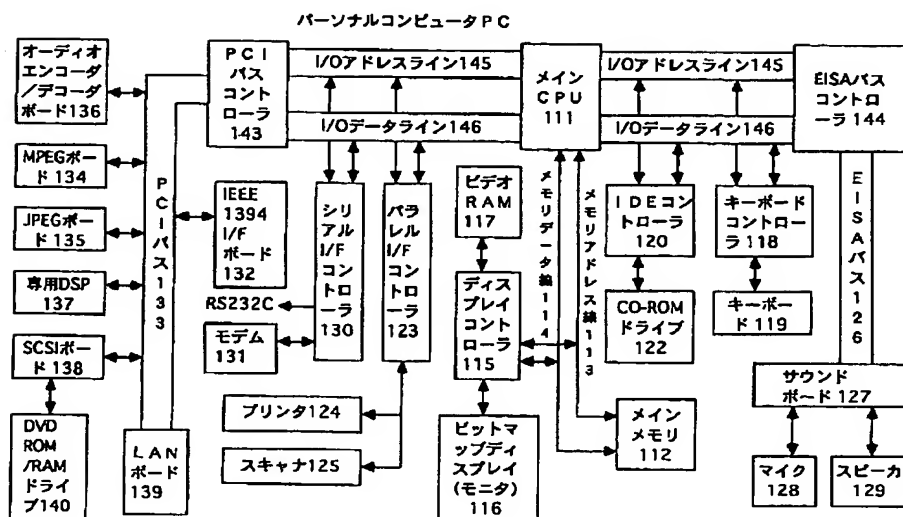 パーソナルコンピュータPC
オーディオ
エンコーダ
/デコーダ
ボード136
MPEGボー
ド 134
JPEGボー
ド 135
専用DSP
137
SCSIボー
ド 138
DVD
ROM
/RAM
ドライ
ブ140
PCIバス133
LAN
ボード
139
PCI
バス
コント
ローラ
143
I/Oアドレスライン145
I/Oデータライン146
IEEE
1394
I/F
ボード
132
RS232C
モデム
131
シリ
アル
I/F
コン
トロ
ーラ
130
パラ
レル
I/F
コン
トロ
ーラ
123
プリンタ124
スキャナ125
メイン
CPU
111
ビデオ
RAM
117
ディス
プレイ
コント
ローラ
115
ビットマ
ップディ
スプレイ
(モニタ)
116
メモリデータ線114
メモリアドレス線113
メイン
メモリ
112
I/Oアドレスライン145
I/Oデータライン146
IDEコント
ローラ
120
CD-ROM
ドライブ
122
キーボード
コントロー
ラ118
キーボー
ド119
EISAバス
コントロ
ーラ 144
EISAバス126
サウンド
ボード127
マイク
128
スピーカ
129